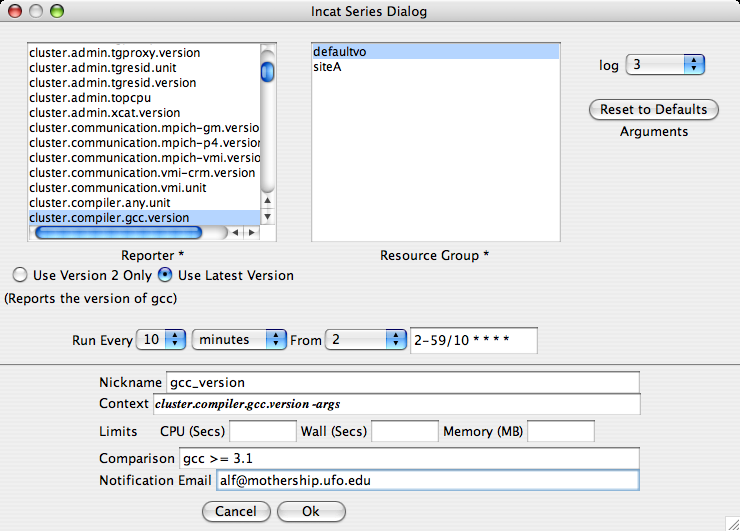 Incat Series Dialog
cluster.admin.tgproxy.version
cluster.admin.tgresid.unit
cluster.admin.tgresid.version
cluster.admin.topcpu
cluster.admin.xcat.version
cluster.communication.mpich-gm.versio
cluster.communication.mpich-p4.versio
cluster.communication.mpich-vmi.versio
cluster.communication.vmi-crm.version
cluster.communication.vmi.unit
cluster.compiler.any.unit
cluster.compiler.gcc.version
Reporter *
defaultvo
siteA
Resource Group *
log 3
Reset to Defaults
Arguments
Use Version 2 Only Use Latest Version
(Reports the version of gcc)
Run Every 10 minutes From 2 2-59/10 * * * *
Nickname gcc_version
Context cluster.compiler.gcc.version -args
Limits CPU (Secs) Wall (Secs) Memory (MB)
Comparison gcc >= 3.1
Notification Email alf@mothership.ufo.edu
Cancel Ok